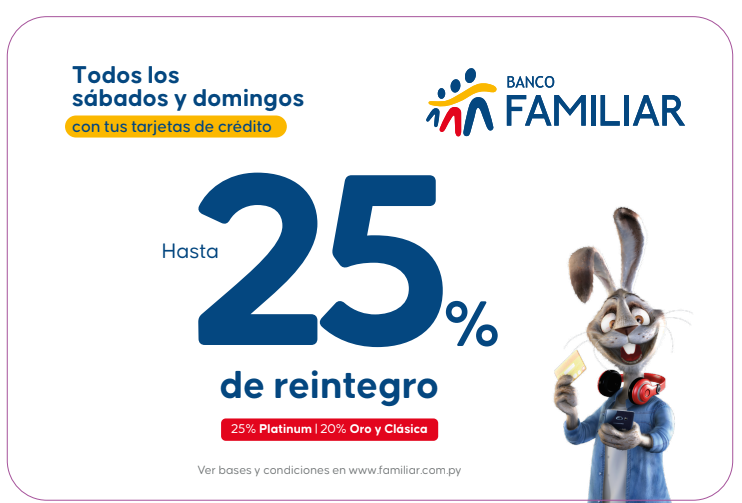 Todos los
sábados y domingos
con tus tarjetas de crédito
BANCO
FAMILIAR
Hasta
25%
de reintegro
25% Platinum | 20% Oro y Clásica
Ver bases y condiciones en www.familiar.com.py